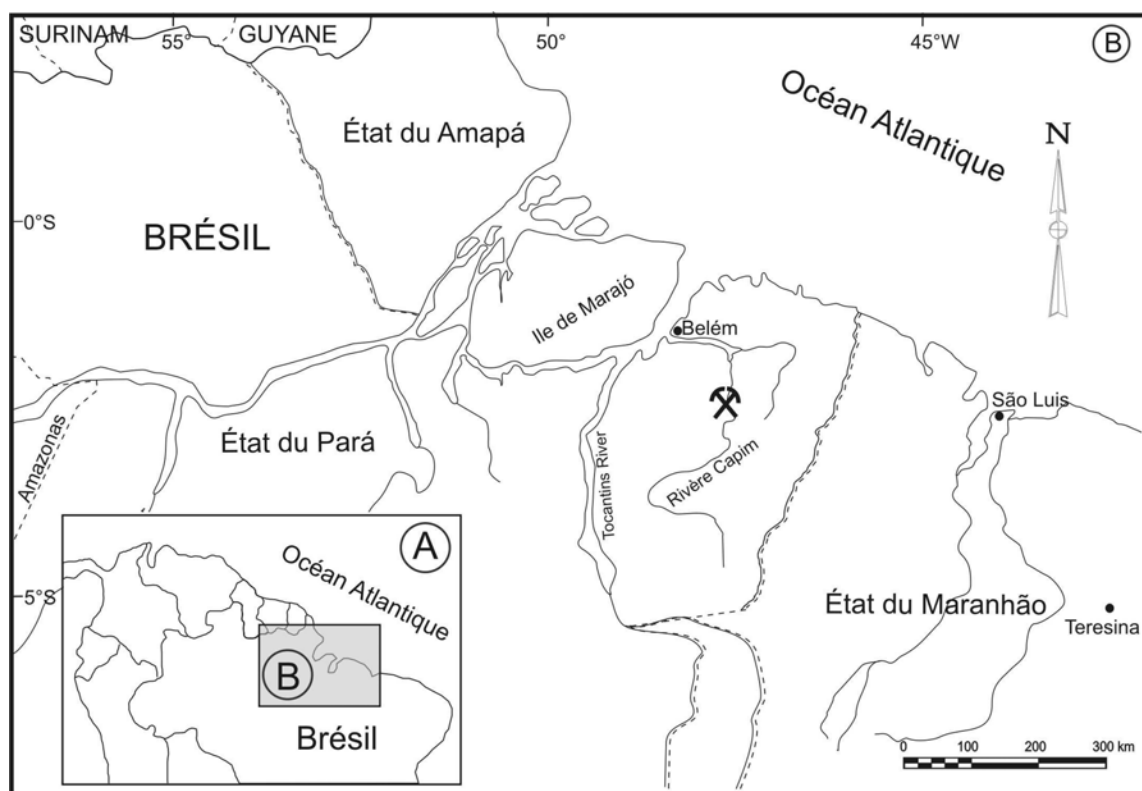 SURINAM
55°
GUYANE
50°
45°W
B
Océan Atlantique
N
État du Amapá
0°S
BRÉSIL
Ile de Marajó
Belém
São Luis
État du Pará
Amazonas
Tocantins River
Rivère Capim
A
Océan Atlantique
B
Brésil
5°S
État du Maranhão
Teresina
0 100 200 300 km